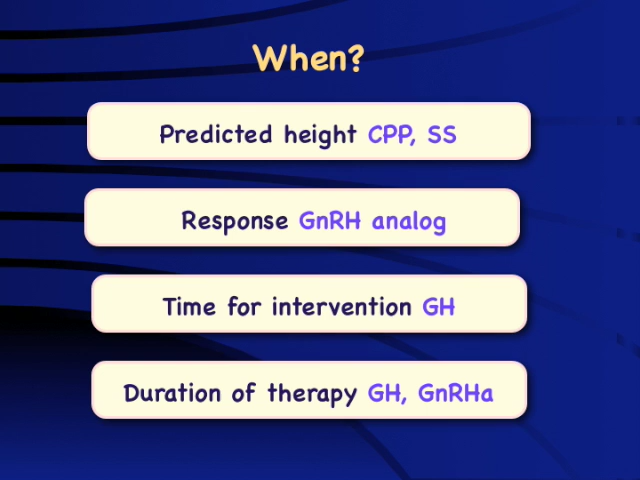 When?
Predicted height CPP, SS
Response GnRH analog
Time for intervention GH
Duration of therapy GH, GnRHa